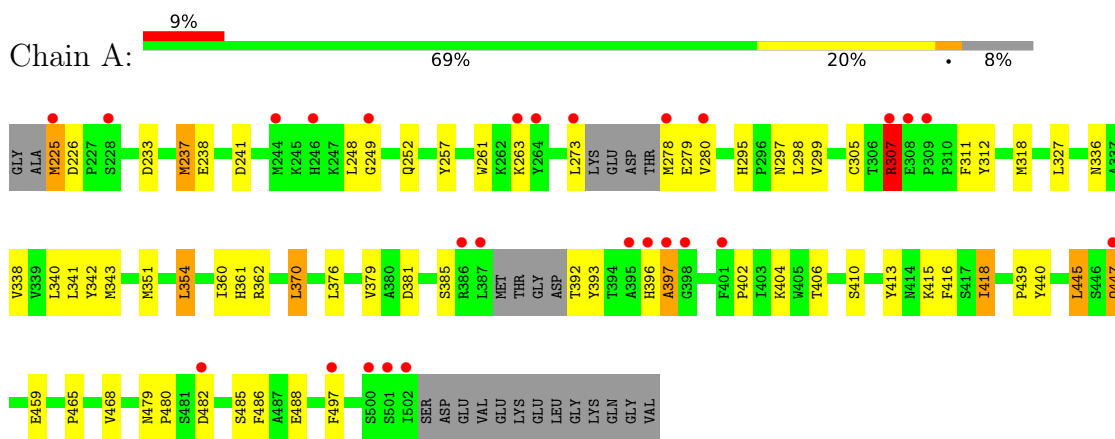 9%
Chain A:
69% 20% • 8%
GLY ALA M225 D226 P227 S228 D233 M237 E238 D241 M244 K245 H246 K247 L248 G249 Q252 Y257 W261 K262 K263 Y264 L273 LYS GLU ASP THR M278 E279 V280 H295 P296 N297 L298 V299 C305 T306 R307 E308 P309 P310 F311 Y312 M318 L327 N336 A337
V338 V339 L340 L341 Y342 M343 M351 L354 I360 H361 R362 L370 L376 V379 A380 D381 S385 R386 L387 MET THR GLY ASP T392 Y393 T394 A395 H396 A397 G398 F401 P402 I403 K404 W405 T406 S410 Y413 N414 K415 F416 S417 I418 P439 Y440 L445 S446
E459 P465 V468 N479 P480 S481 D482 S485 F486 A487 E488 F497 S500 S501 I502 SER ASP GLU VAL GLU LYS GLU LEU GLY LYS GLN GLY VAL